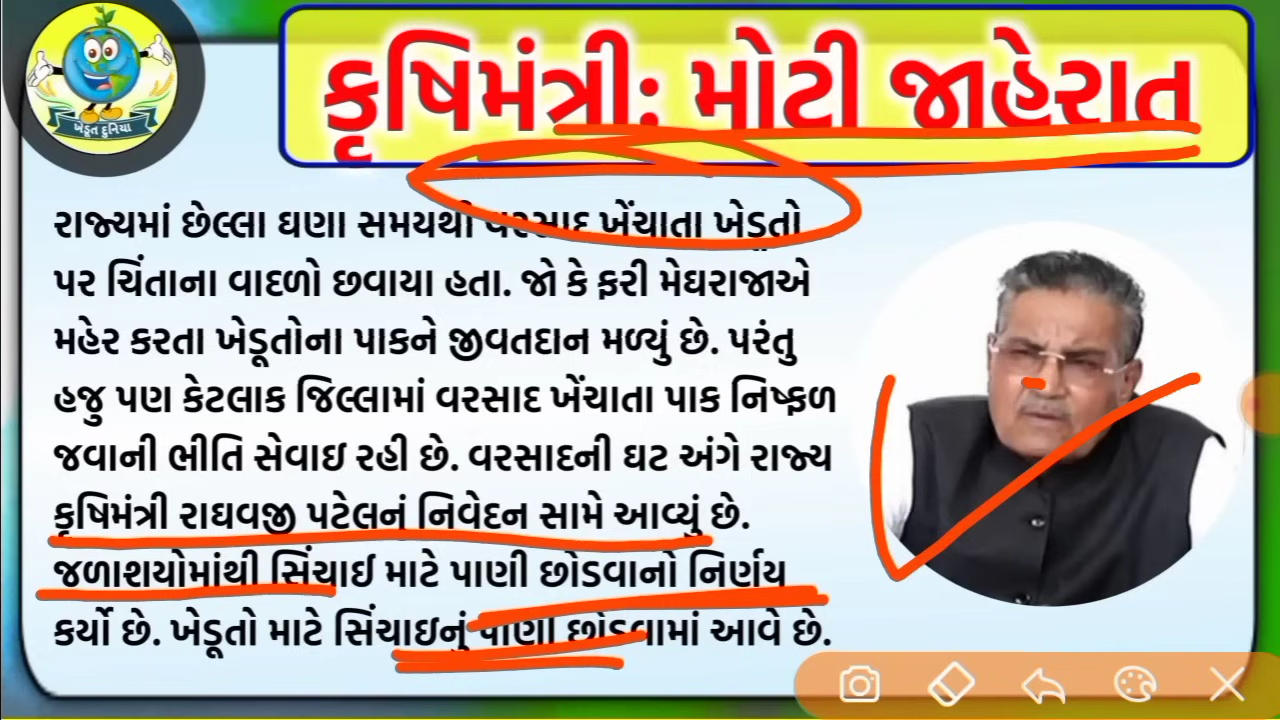 ખેડૂત દુનિયા
કૃષિમંત્રી: મોટી જાહેરાત
રાજ્યમાં છેલ્લા ઘણા સમયથી વરસાદ ખેંચાતા ખેડૂતો
પર ચિંતાના વાદળો છવાયા હતા. જો કે ફરી મેઘરાજાએ
મહેર કરતા ખેડૂતોના પાકને જીવતદાન મળ્યું છે. પરંતુ
હજુ પણ કેટલાક જિલ્લામાં વરસાદ ખેંચાતા પાક નિષ્ફળ
જવાની ભીતિ સેવાઇ રહી છે. વરસાદની ઘટ અંગે રાજ્ય
કૃષિમંત્રી રાઘવજી પટેલનું નિવેદન સામે આવ્યું છે.
જળાશયોમાંથી સિંચાઈ માટે પાણી છોડવાનો નિર્ણય
કર્યો છે. ખેડૂતો માટે સિંચાઇનું પાણી છોડવામાં આવે છે.